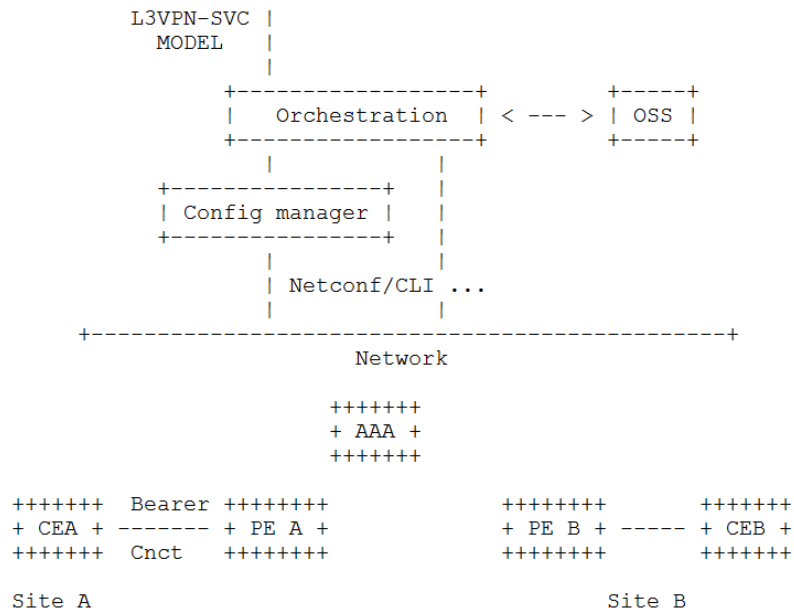 L3VPN-SVC |
MODEL |
|
+------------------+ +-----+
| Orchestration | < --- > | OSS |
+------------------+ +-----+
| |
+----------------+ |
| Config manager | |
+----------------+ |
| |
| Netconf/CLI ...
| |
+------------------------------------------------+
Network
+++++++
+ AAA +
+++++++
+++++++ Bearer ++++++++ ++++++++ +++++++
+ CEA + ------- + PE A + + PE B + ----- + CEB +
+++++++ Cnct ++++++++ ++++++++ +++++++
Site A Site B